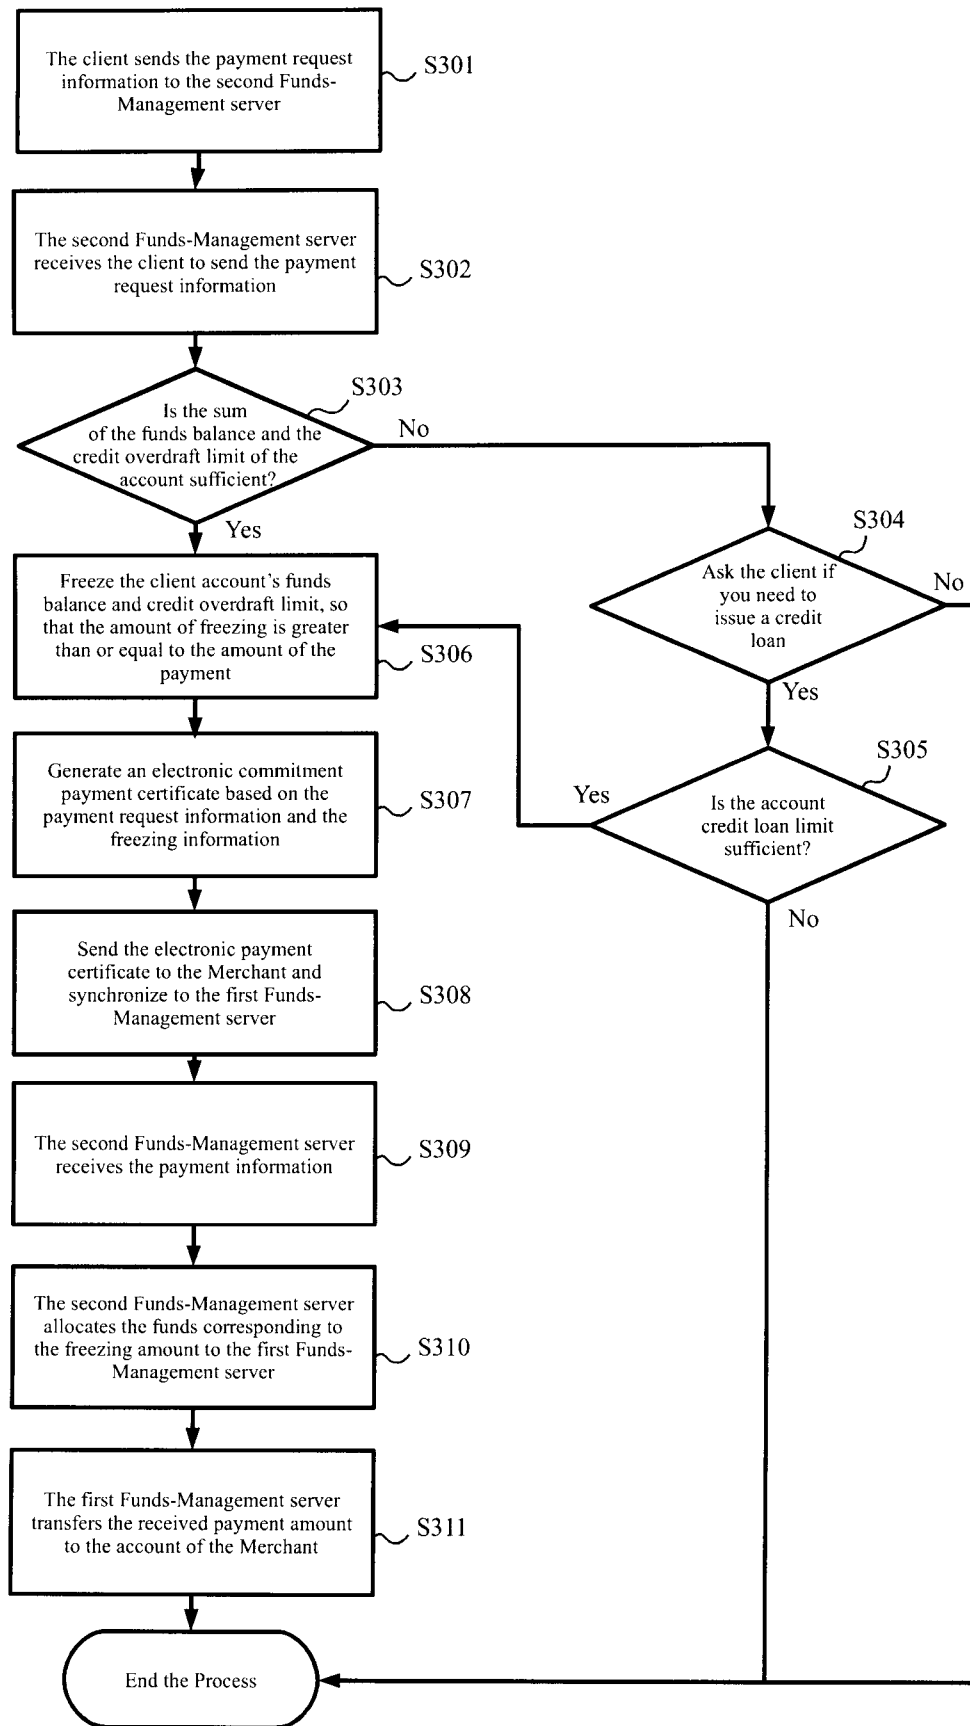 The client sends the payment request
information to the second Funds-
Management server
S301
The second Funds-Management server
receives the client to send the payment
request information
S302
S303
Is the sum
of the funds balance and the
credit overdraft limit of the
account sufficient?
No
Yes
S304
Ask the client if
you need to
issue a credit
loan
No
Yes
Freeze the client account's funds
balance and credit overdraft limit, so
that the amount of freezing is greater
than or equal to the amount of the
payment
S306
S305
Is the account
credit loan limit
sufficient?
Yes
No
Generate an electronic commitment
payment certificate based on the
payment request information and the
freezing information
S307
Send the electronic payment
certificate to the Merchant and
synchronize to the first Funds-
Management server
S308
The second Funds-Management server
receives the payment information
S309
The second Funds-Management server
allocates the funds corresponding to
the freezing amount to the first Funds-
Management server
S310
The first Funds-Management server
transfers the received payment amount
to the account of the Merchant
S311
End the Process